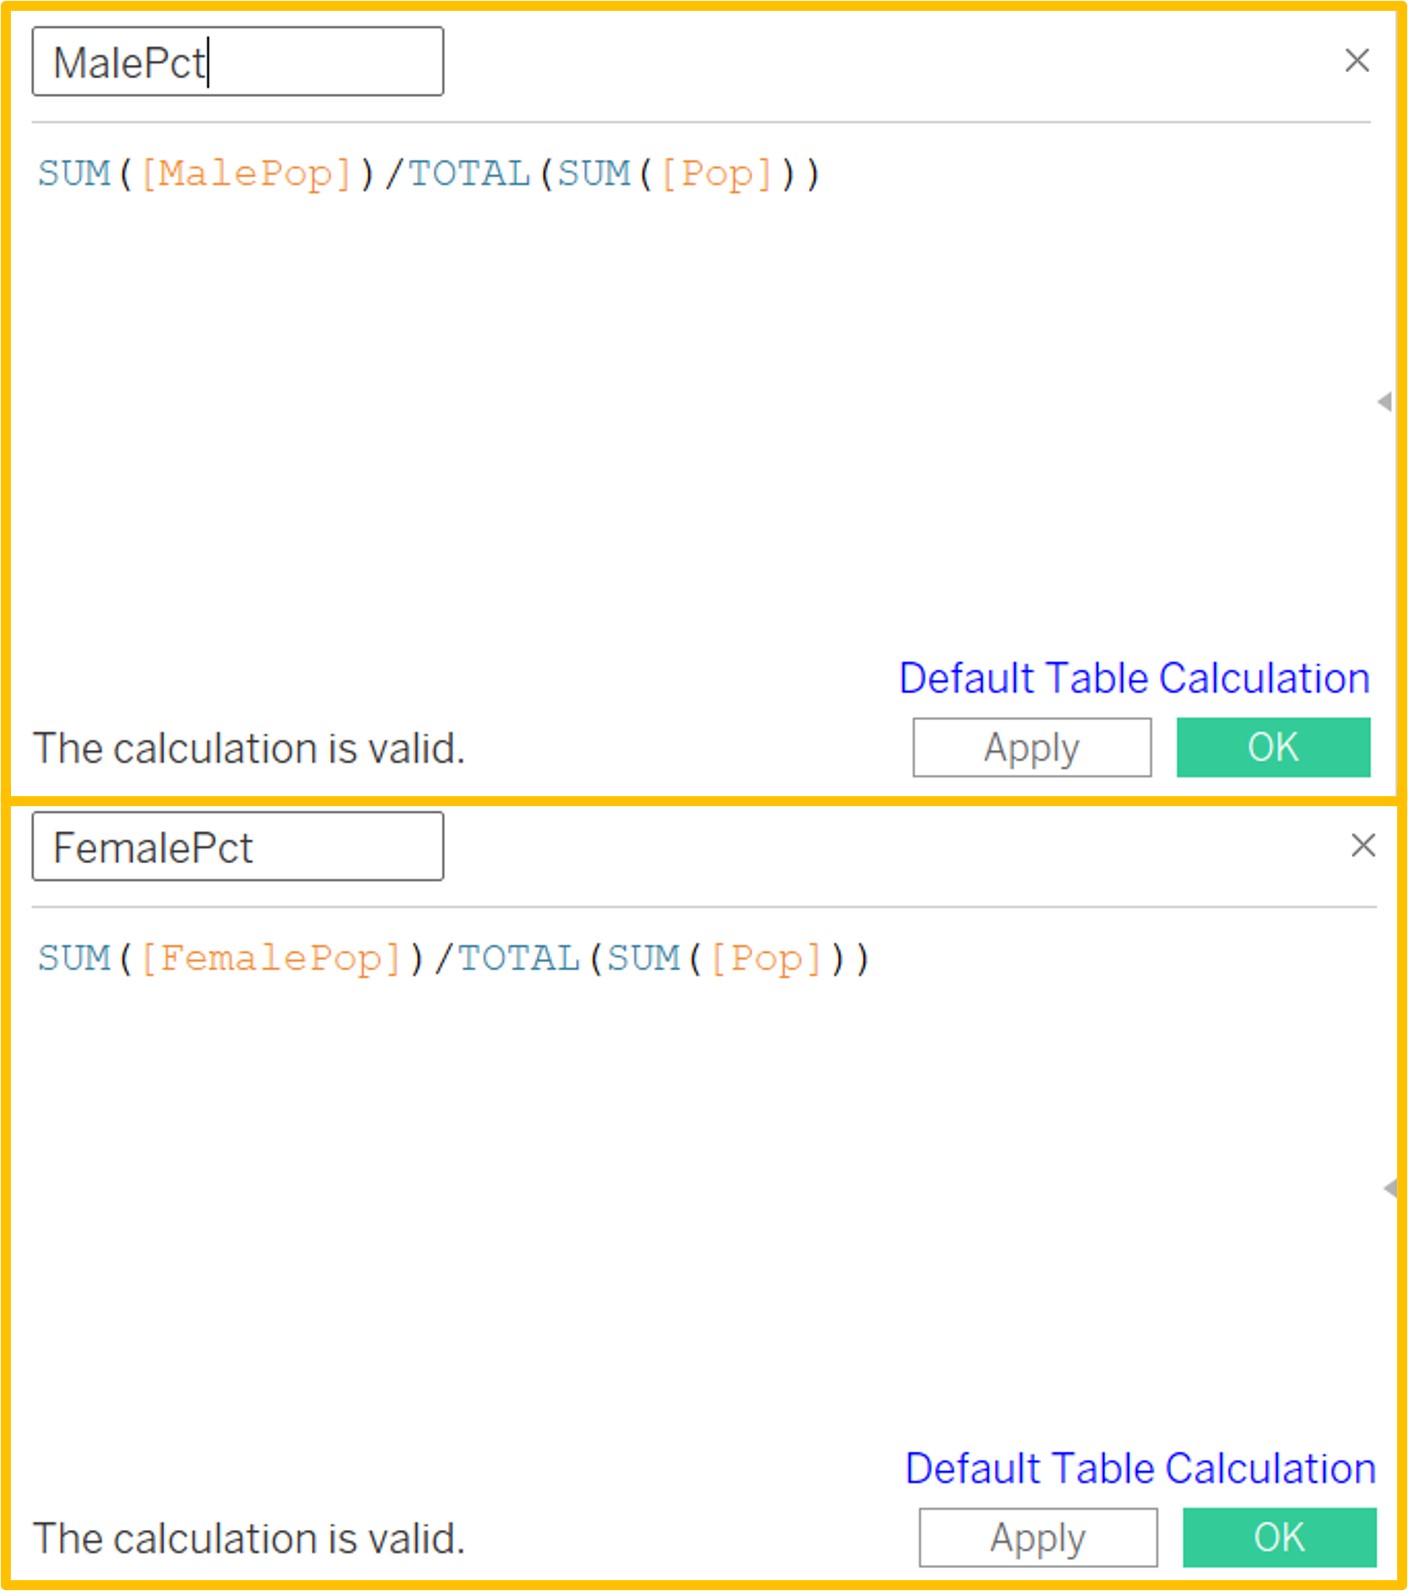 MalePct
SUM([MalePop])/TOTAL(SUM([Pop]))
Default Table Calculation
The calculation is valid.
Apply
OK
FemalePct
SUM([FemalePop])/TOTAL(SUM([Pop]))
Default Table Calculation
The calculation is valid.
Apply
OK